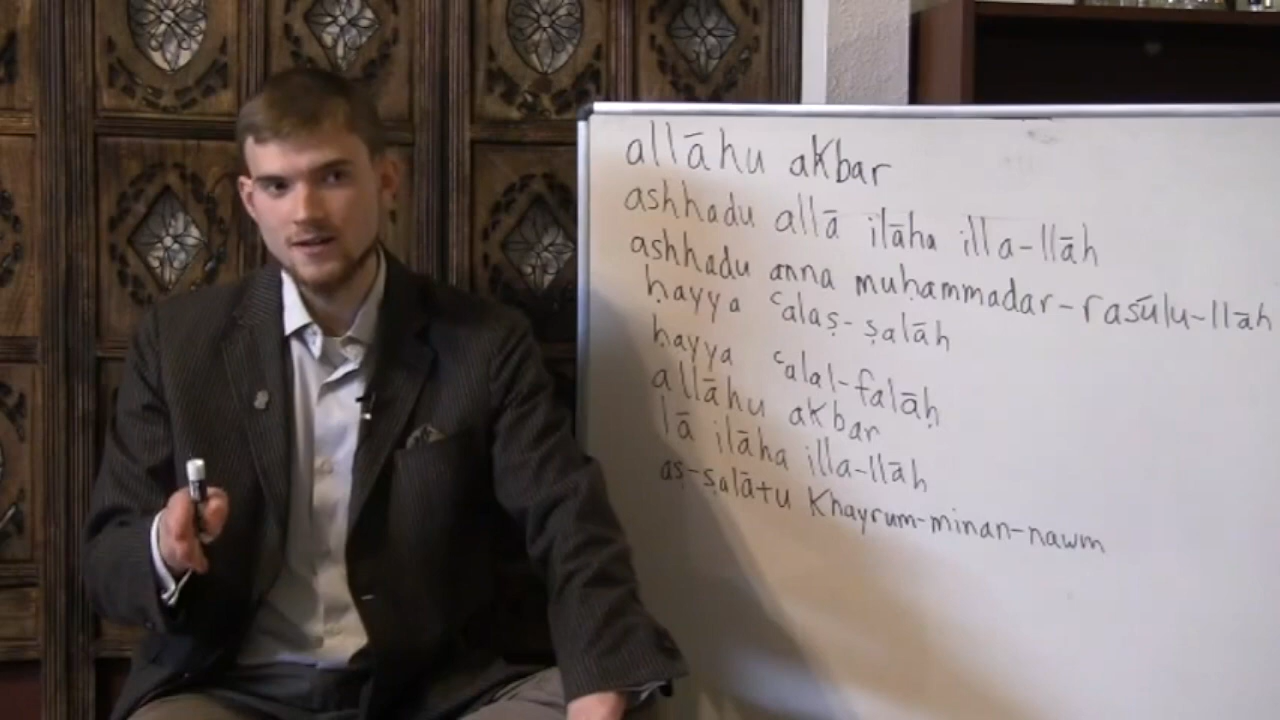 allāhu akbar
ashhadu allā ilāha illa-llāh
ashhadu anna muḥammadar-rasūlu-llāh
ḥayya ʿalaṣ-ṣalāh
ḥayya ʿalal-falāḥ
allāhu akbar
lā ilāha illa-llāh
aṣ-ṣalātu khayrum-minan-nawm